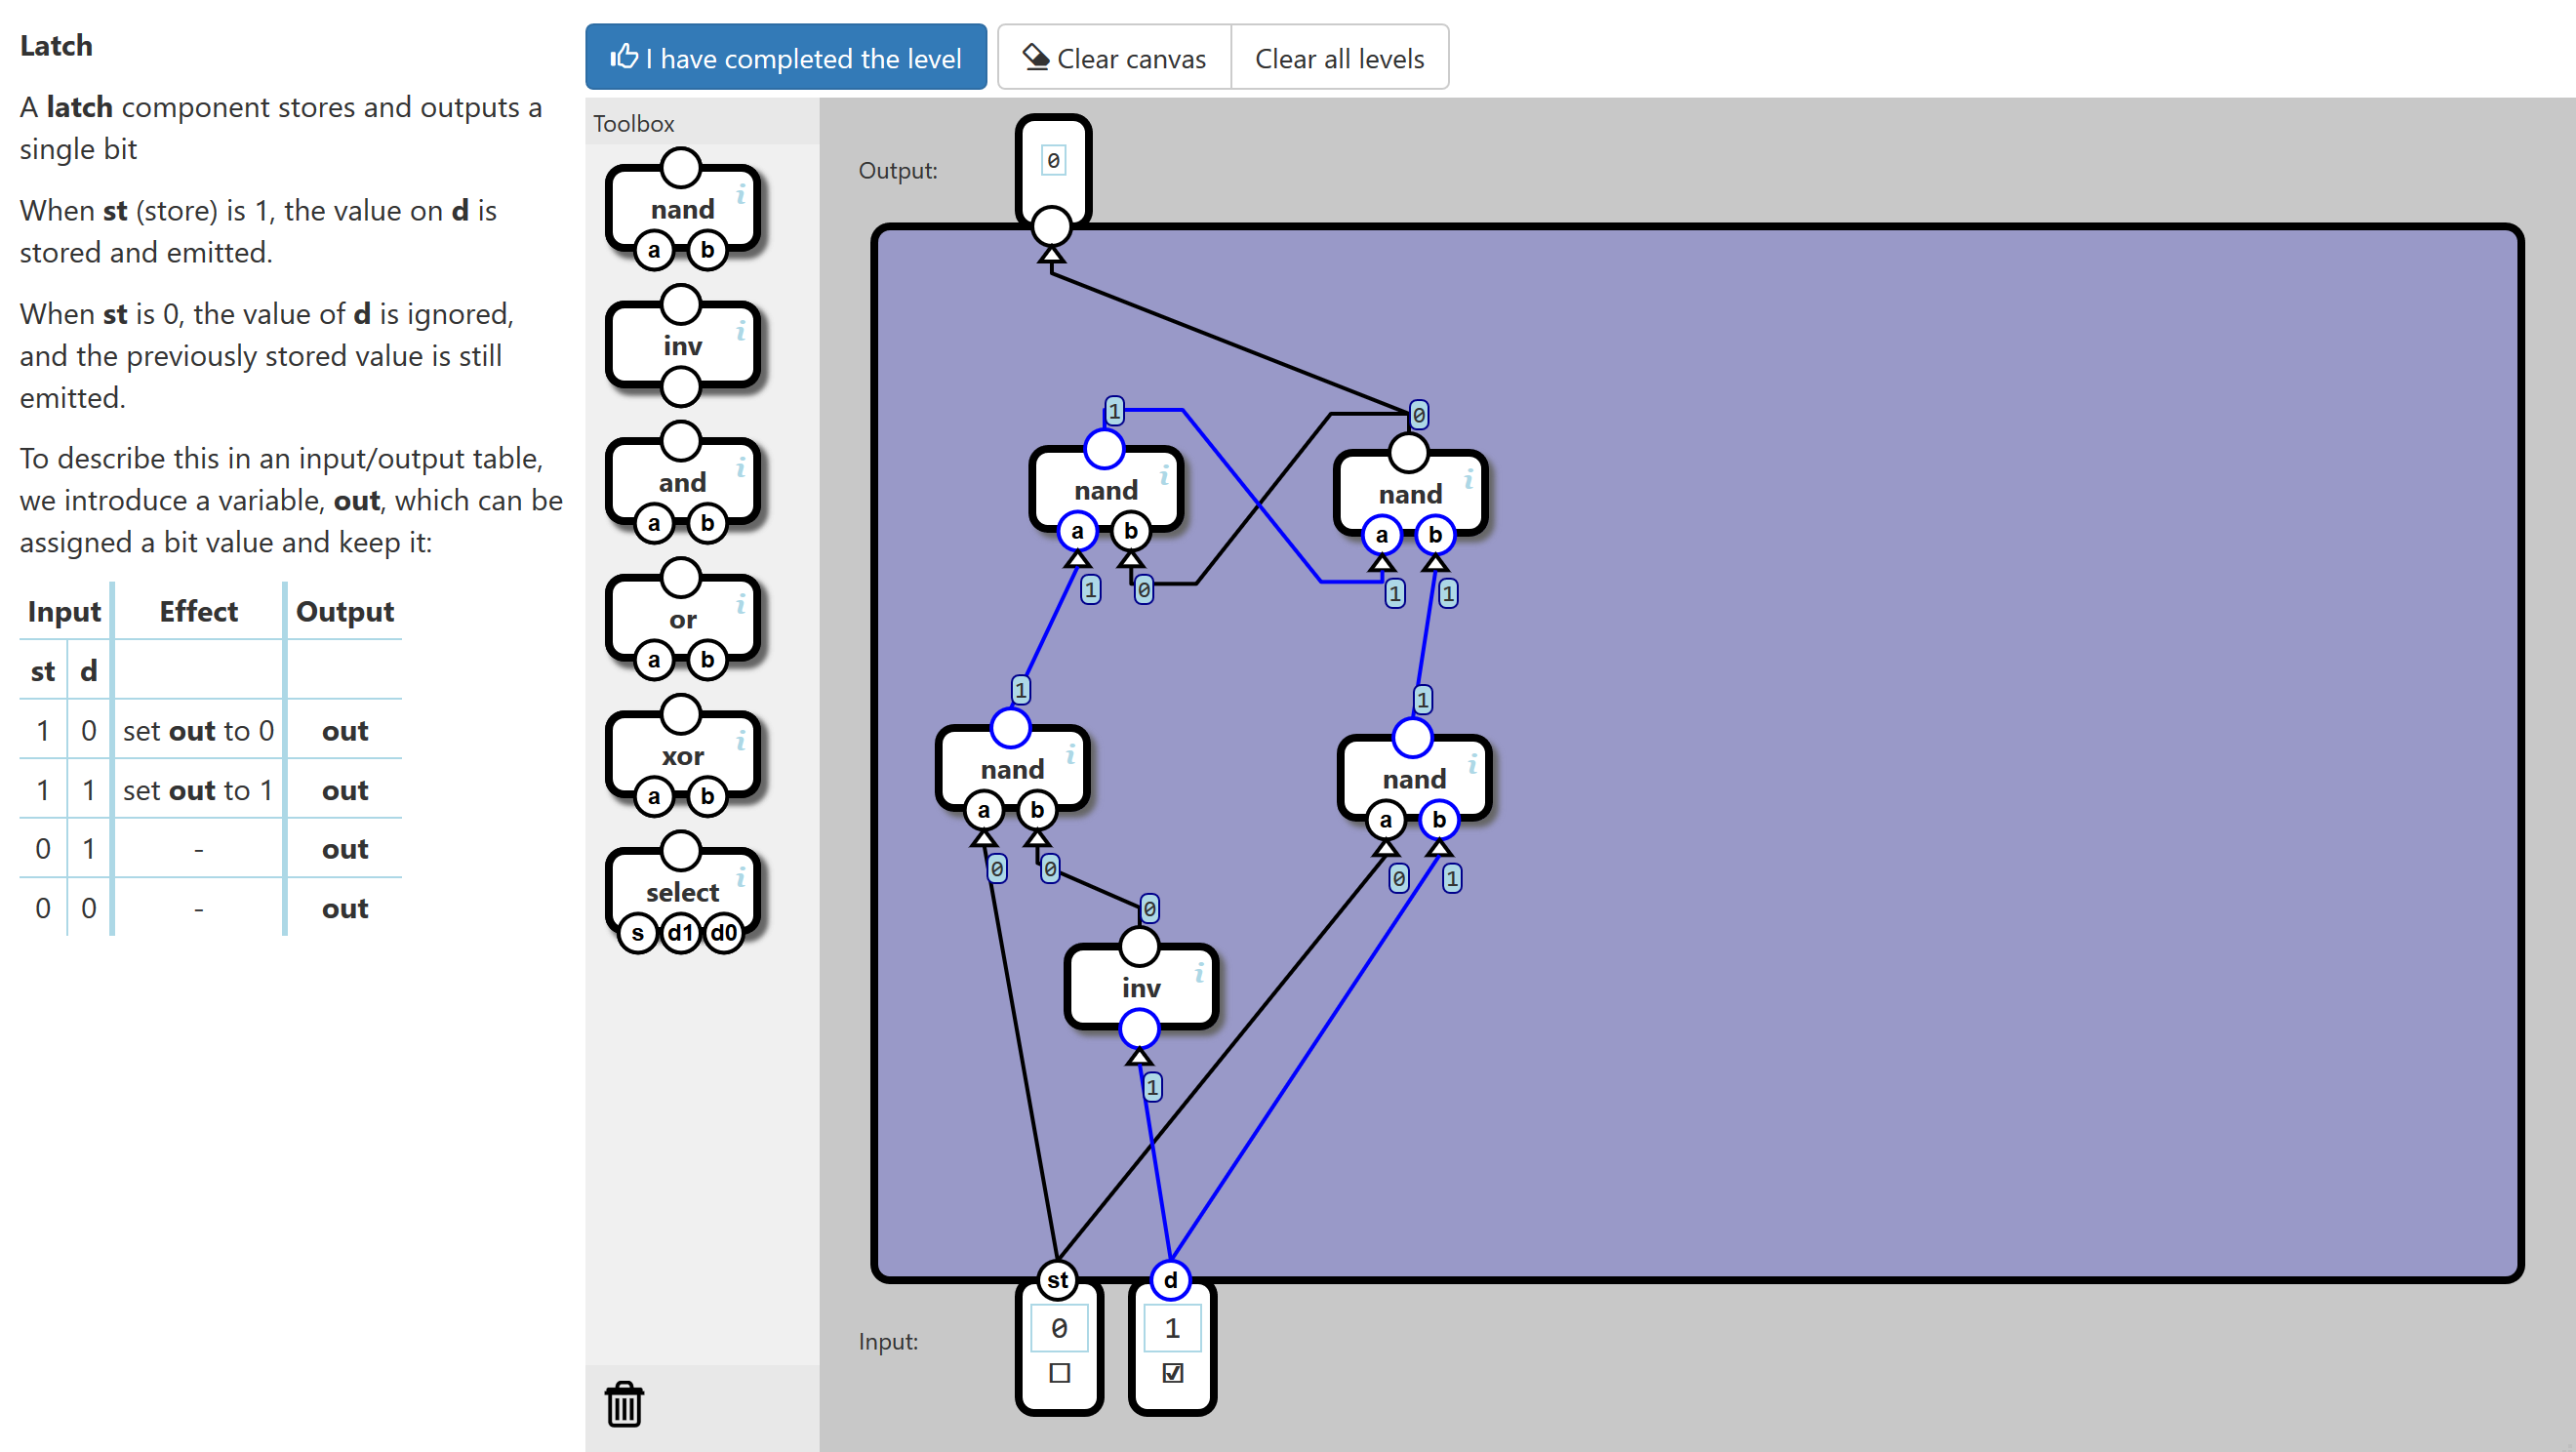 Latch
A latch component stores and outputs a
single bit
When st (store) is 1, the value on d is
stored and emitted.
When st is 0, the value of d is ignored,
and the previously stored value is still
emitted.
To describe this in an input/output table,
we introduce a variable, out, which can be
assigned a bit value and keep it:
Input Effect Output
st d
1 0 set out to 0 out
1 1 set out to 1 out
0 1 - out
0 0 - out
I have completed the level
Clear canvas
Clear all levels
Toolbox
nand i
a b
inv i
and i
a b
or i
a b
xor i
a b
select i
s d1 d0
Output:
0
1
0
nand i
a b
1 0
nand i
a b
1 1
1
nand i
a b
0 0
1
nand i
a b
0 1
0
inv i
1
st d
Input:
0 1